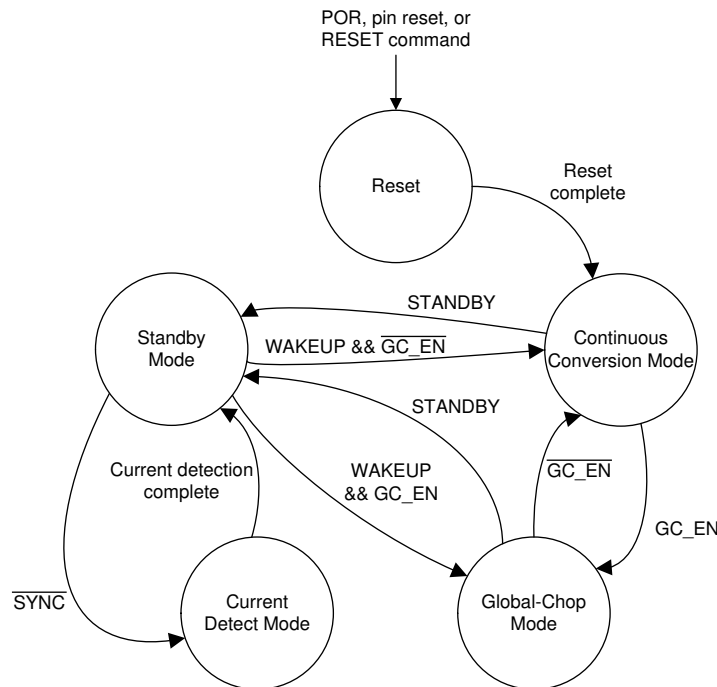 POR, pin reset, or
RESET command
Reset
Reset
complete
STANDBY
Standby
Mode
WAKEUP && GC_EN
Continuous
Conversion Mode
STANDBY
Current detection
complete
WAKEUP
&& GC_EN
GC_EN
GC_EN
SYNC
Current
Detect Mode
Global-Chop
Mode